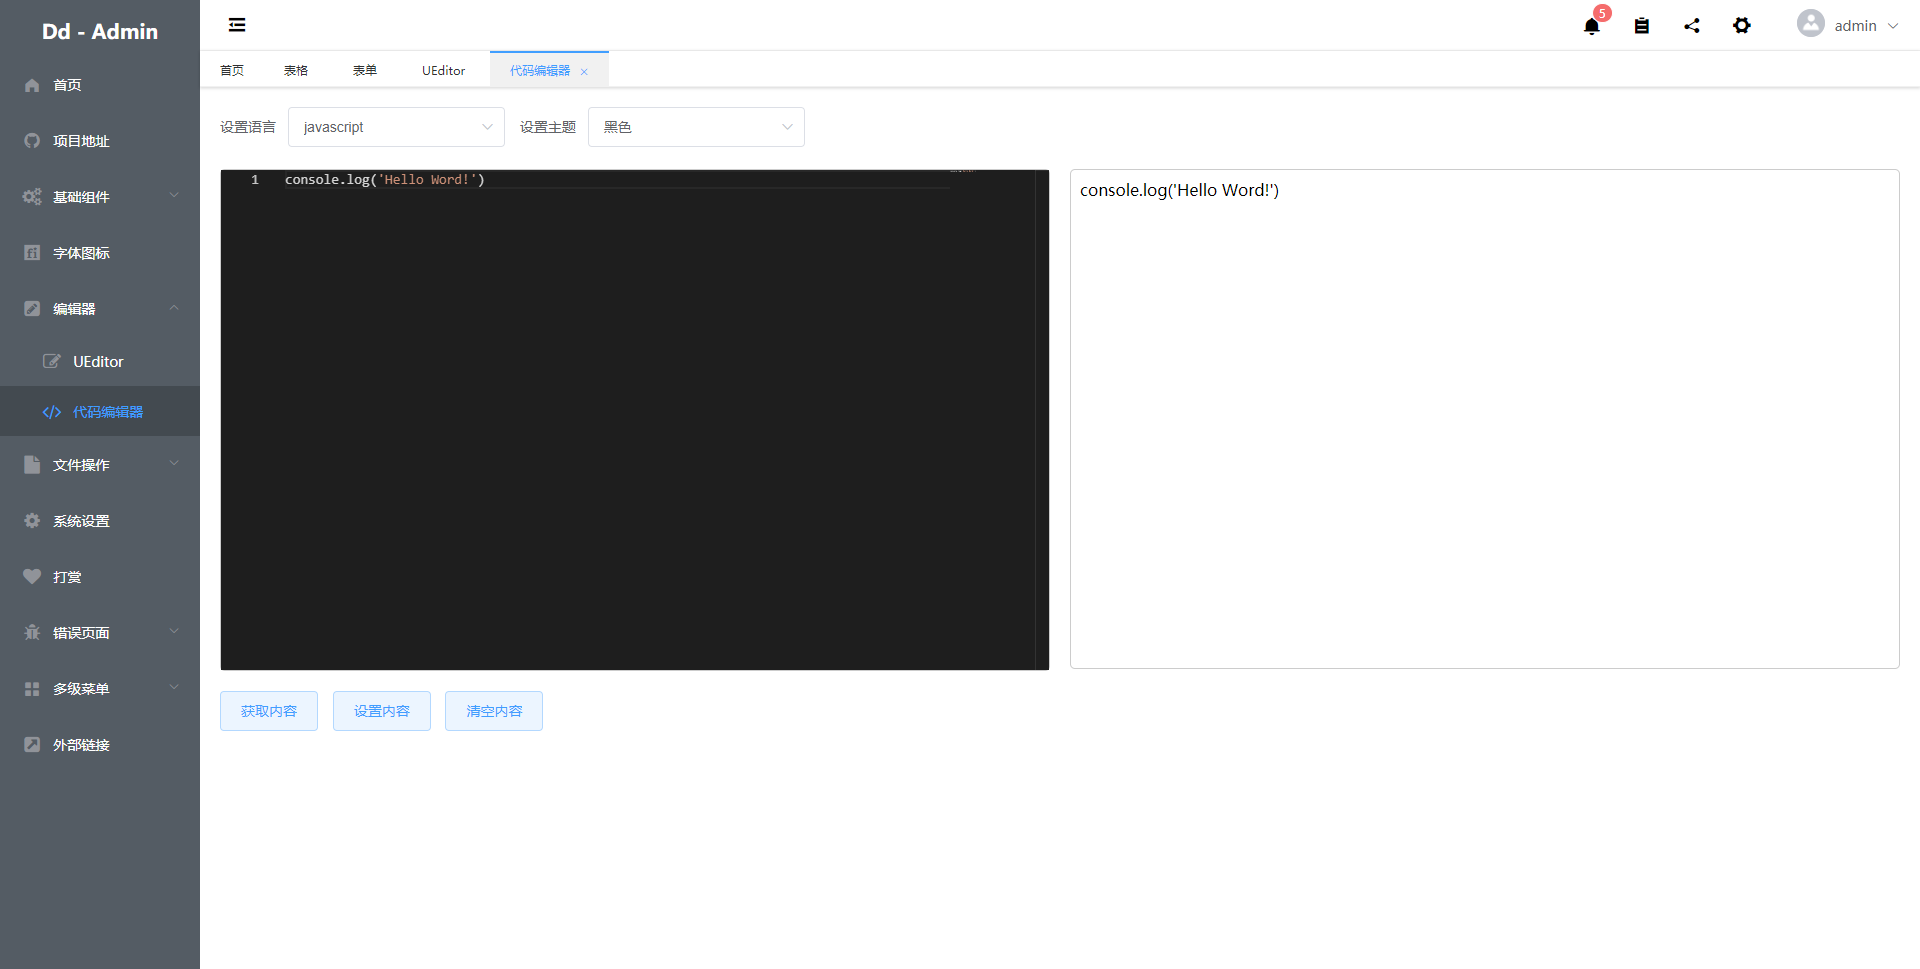 Dd - Admin
首页
项目地址
基础组件
字体图标
编辑器
UEditor
代码编辑器
文件操作
系统设置
打赏
错误页面
多级菜单
外部链接
5
admin
首页 表格 表单 UEditor 代码编辑器
设置语言 javascript 设置主题 黑色
1 console.log('Hello Word!')
console.log('Hello Word!')
获取内容 设置内容 清空内容